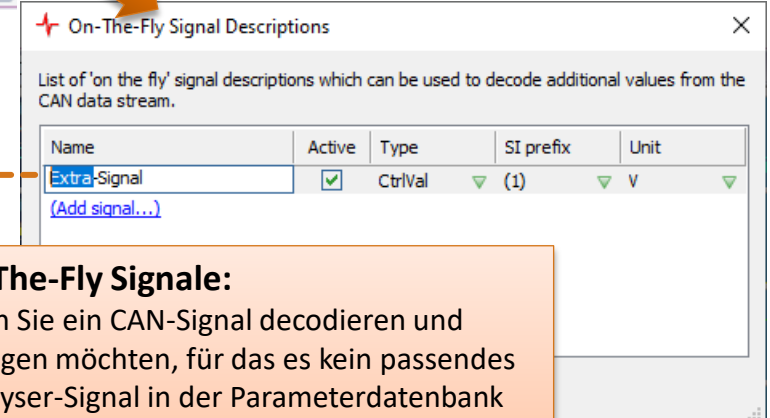 On-The-Fly Signal Descriptions
List of 'on the fly' signal descriptions which can be used to decode additional values from the
CAN data stream.
Name Active Type SI prefix Unit
Extra-Signal CtrlVal (1) V
(Add signal...)
The-Fly Signale:
Sie ein CAN-Signal decodieren und
möchten, für das es kein passendes
-Signal in der Parameterdatenbank